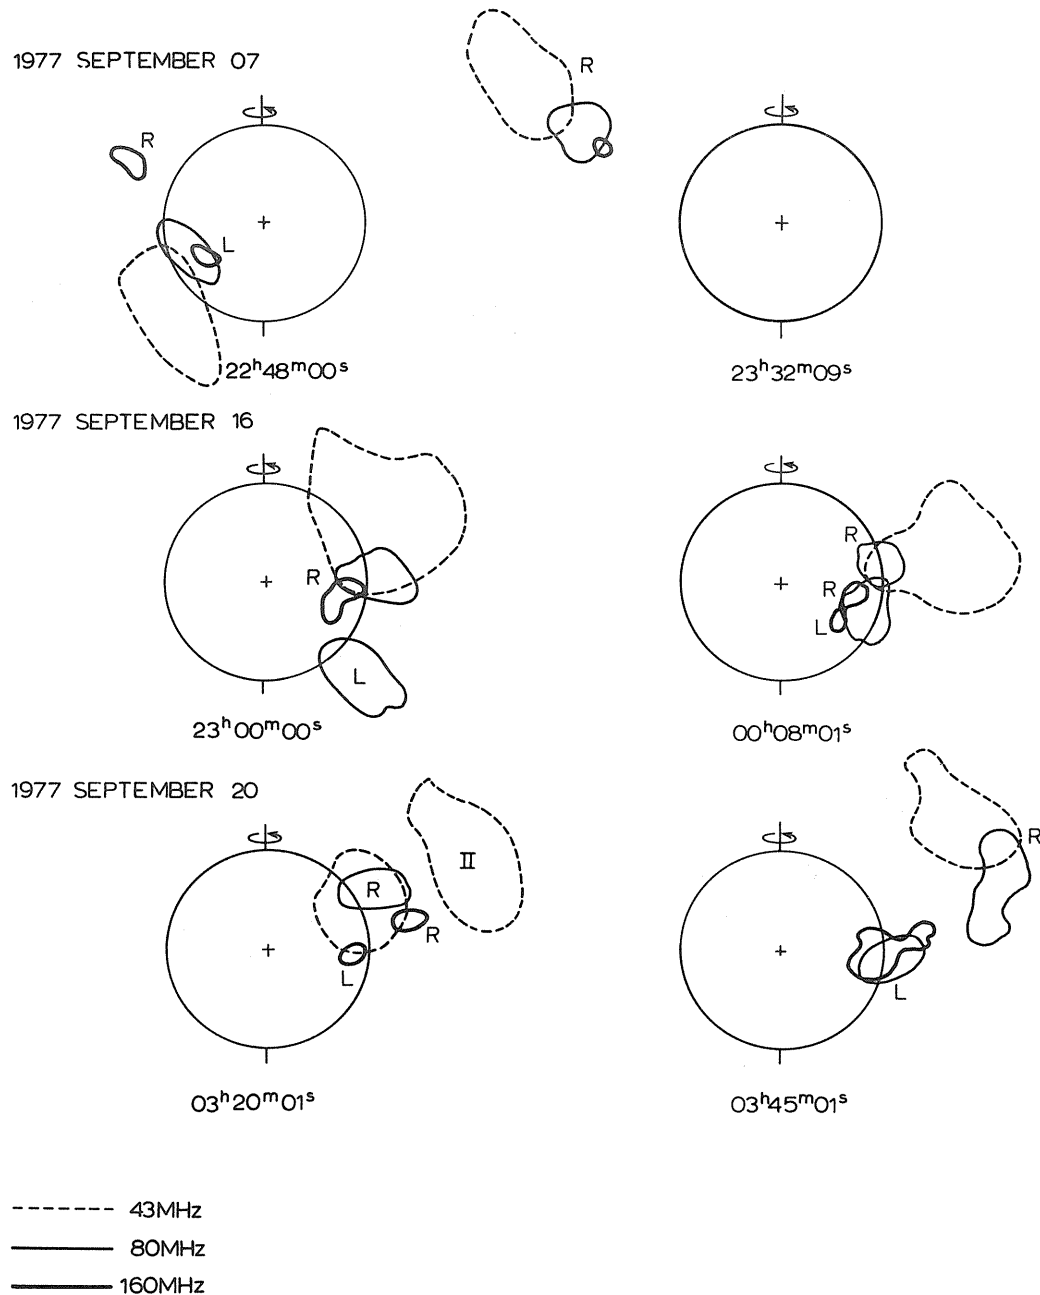 1977 SEPTEMBER 07
R
R
L
22ʰ48ᵐ00ˢ
23ʰ32ᵐ09ˢ
1977 SEPTEMBER 16
R
L
R
R
L
23ʰ00ᵐ00ˢ
00ʰ08ᵐ01ˢ
1977 SEPTEMBER 20
R
R
L
II
R
L
03ʰ20ᵐ01ˢ
03ʰ45ᵐ01ˢ
43MHz
80MHz
160MHz